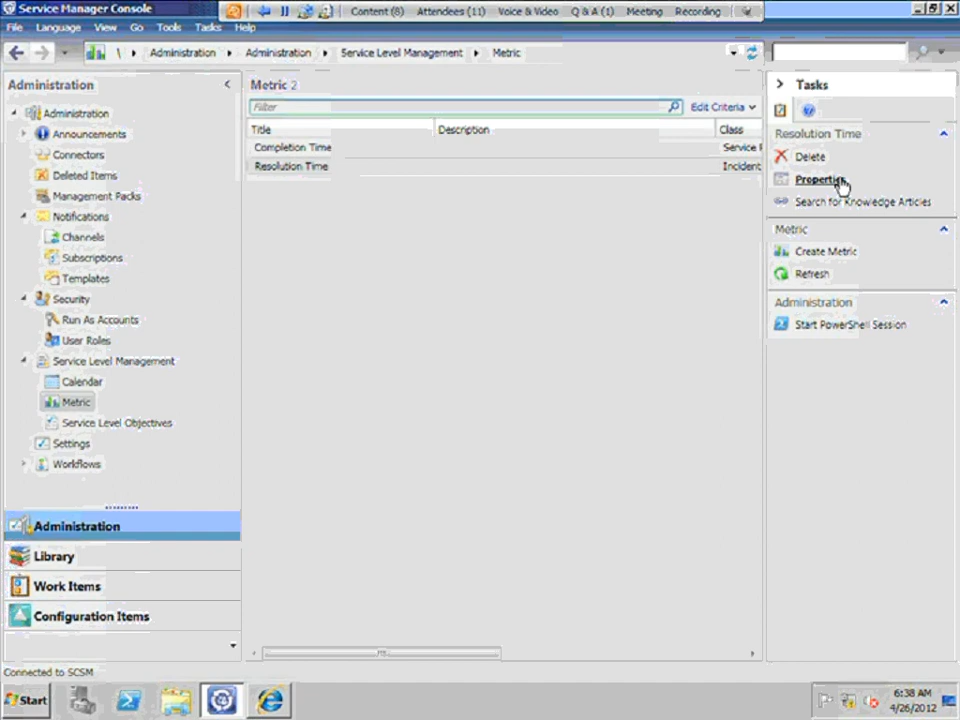 Service Manager Console
Content (8) Attendees (11) Voice & Video Q & A (1) Meeting Recording
File Language View Go Tools Tasks Help
\ Administration Administration Service Level Management Metric
Administration
Metric 2
Tasks
Filter
Edit Criteria
Title Description Class
Completion Time Service
Resolution Time Incident
Administration
Announcements
Connectors
Deleted Items
Management Packs
Notifications
Channels
Subscriptions
Templates
Security
Run As Accounts
User Roles
Service Level Management
Calendar
Metric
Service Level Objectives
Settings
Workflows
Administration
Library
Work Items
Configuration Items
Resolution Time
Delete
Properties
Search for Knowledge Articles
Metric
Create Metric
Refresh
Administration
Start PowerShell Session
Connected to SCSM
Start
6:38 AM
4/26/2012